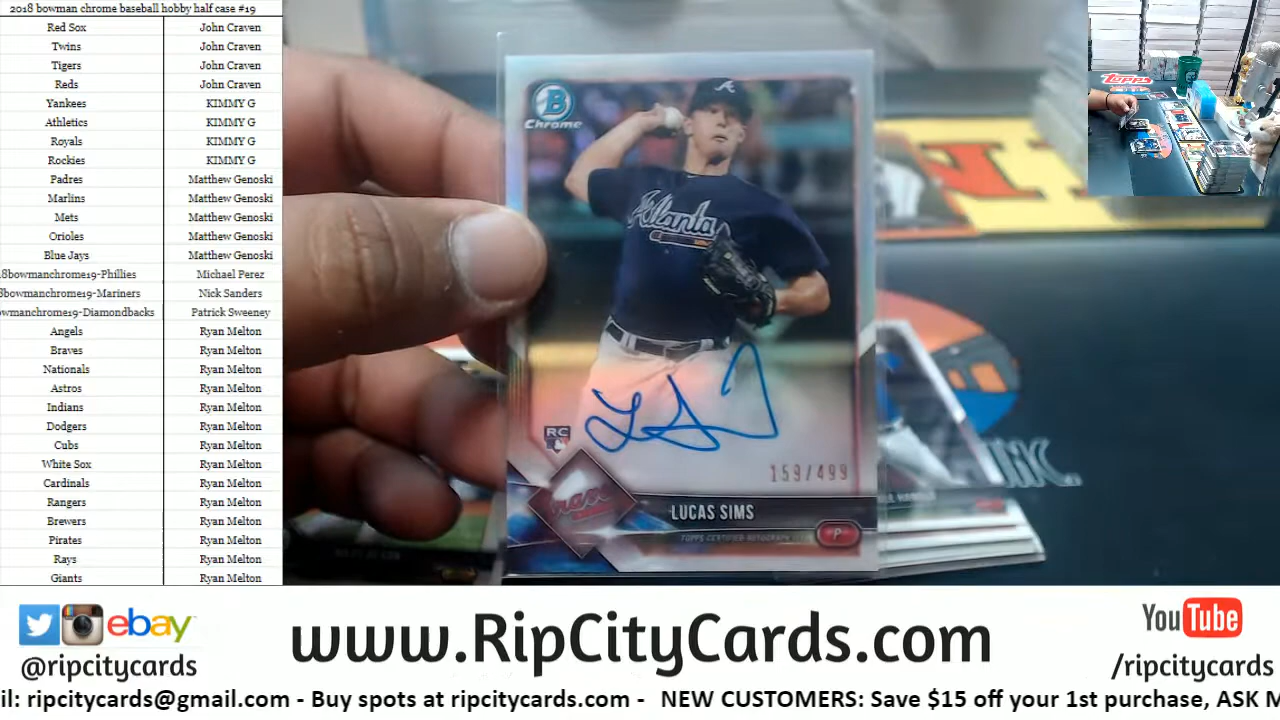 2018 bowman chrome baseball hobby half case #19
Red Sox John Craven
Twins John Craven
Tigers John Craven
Reds John Craven
Yankees KIMMY G
Athletics KIMMY G
Royals KIMMY G
Rockies KIMMY G
Padres Matthew Genoski
Marlins Matthew Genoski
Mets Matthew Genoski
Orioles Matthew Genoski
Blue Jays Matthew Genoski
8bowmanchrome19-Phillies Michael Perez
8bowmanchrome19-Mariners Nick Sanders
owmanchrome19-Diamondbacks Patrick Sweeney
Angels Ryan Melton
Braves Ryan Melton
Nationals Ryan Melton
Astros Ryan Melton
Indians Ryan Melton
Dodgers Ryan Melton
Cubs Ryan Melton
White Sox Ryan Melton
Cardinals Ryan Melton
Rangers Ryan Melton
Brewers Ryan Melton
Pirates Ryan Melton
Rays Ryan Melton
Giants Ryan Melton
B
Chrome
A
Atlanta
RC
159/499
LUCAS SIMS
TOPPS CERTIFIED AUTOGRAPH
P
Topps
ebay
@ripcitycards
www.RipCityCards.com
YouTube
/ripcitycards
il: ripcitycards@gmail.com - Buy spots at ripcitycards.com - NEW CUSTOMERS: Save $15 off your 1st purchase, ASK M